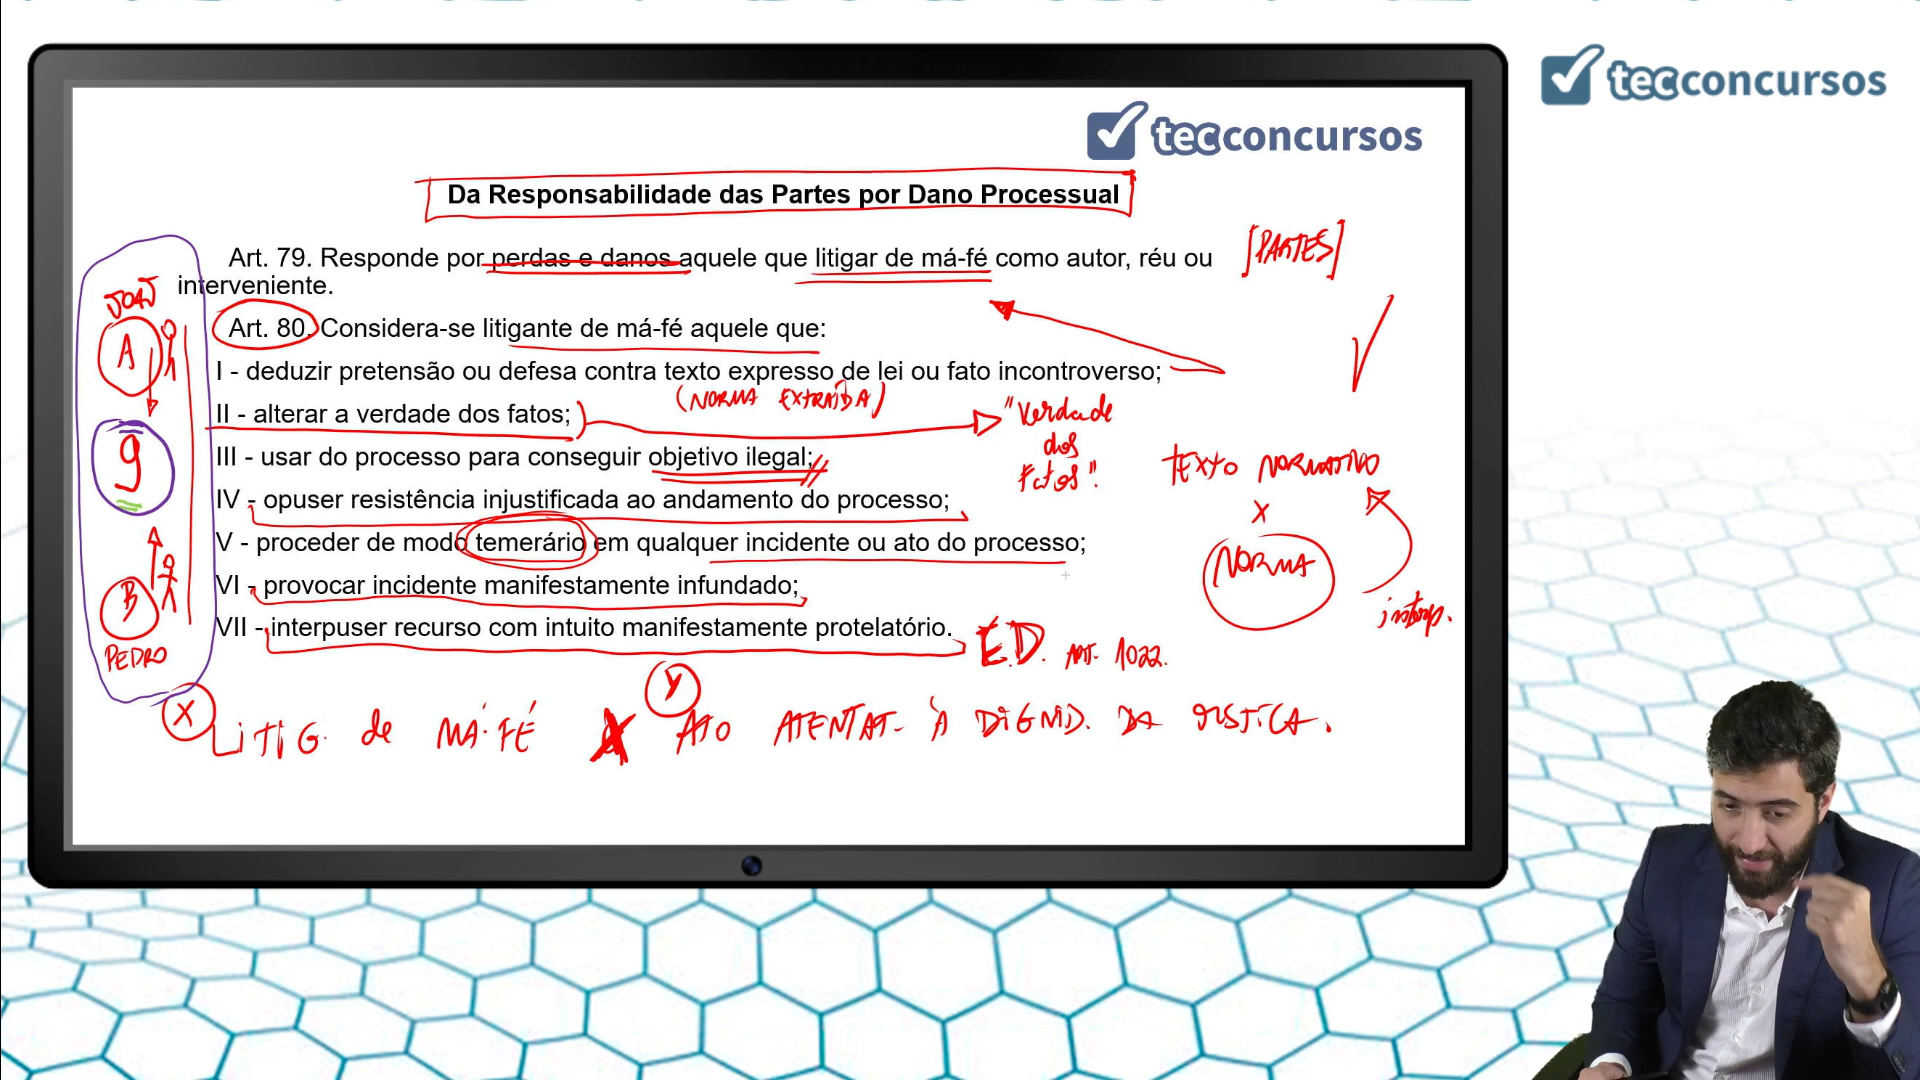 tecconcursos
tecconcursos
Da Responsabilidade das Partes por Dano Processual
Art. 79. Responde por perdas e danos aquele que litigar de má-fé como autor, réu ou
interveniente.
[PARTES]
Art. 80. Considera-se litigante de má-fé aquele que:
I - deduzir pretensão ou defesa contra texto expresso de lei ou fato incontroverso;
(NORMA EXTRAÍDA)
II - alterar a verdade dos fatos;
"Verdade
dos
Fatos".
III - usar do processo para conseguir objetivo ilegal;
IV - opuser resistência injustificada ao andamento do processo;
V - proceder de modo temerário em qualquer incidente ou ato do processo;
VI - provocar incidente manifestamente infundado;
VII - interpuser recurso com intuito manifestamente protelatório.
E.D. ART. 1022.
TEXTO NORMATIVO
X
NORMA
interp.
JOÃO
A
B
PEDRO
X
Y
LITIG. de MÁ-FÉ
ATO ATENTAT. À DIGNID. DA JUSTIÇA.